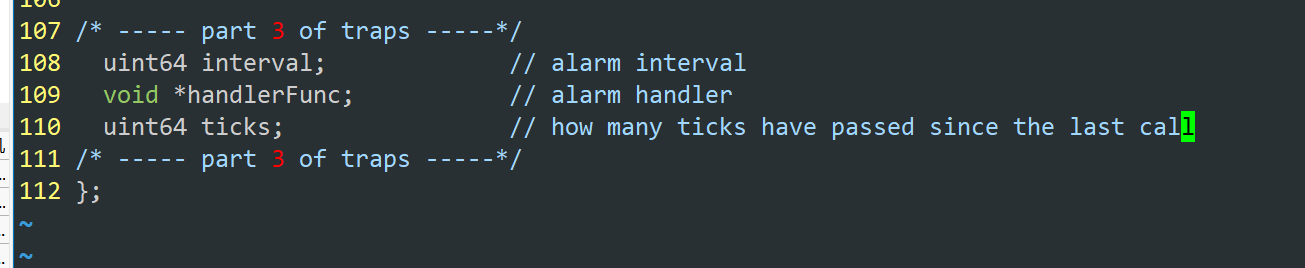 107 /* ----- part 3 of traps -----*/
108   uint64 interval;              // alarm interval
109   void *handlerFunc;            // alarm handler
110   uint64 ticks;                 // how many ticks have passed since the last call
111 /* ----- part 3 of traps -----*/
112 };
~
~